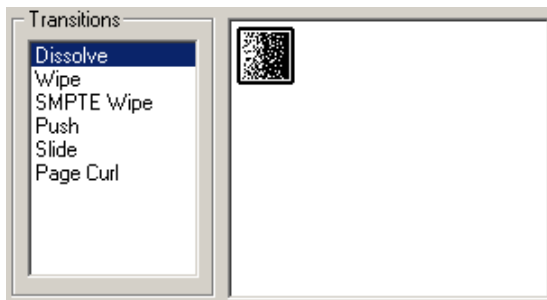 Transitions
Dissolve
Wipe
SMPTE Wipe
Push
Slide
Page Curl